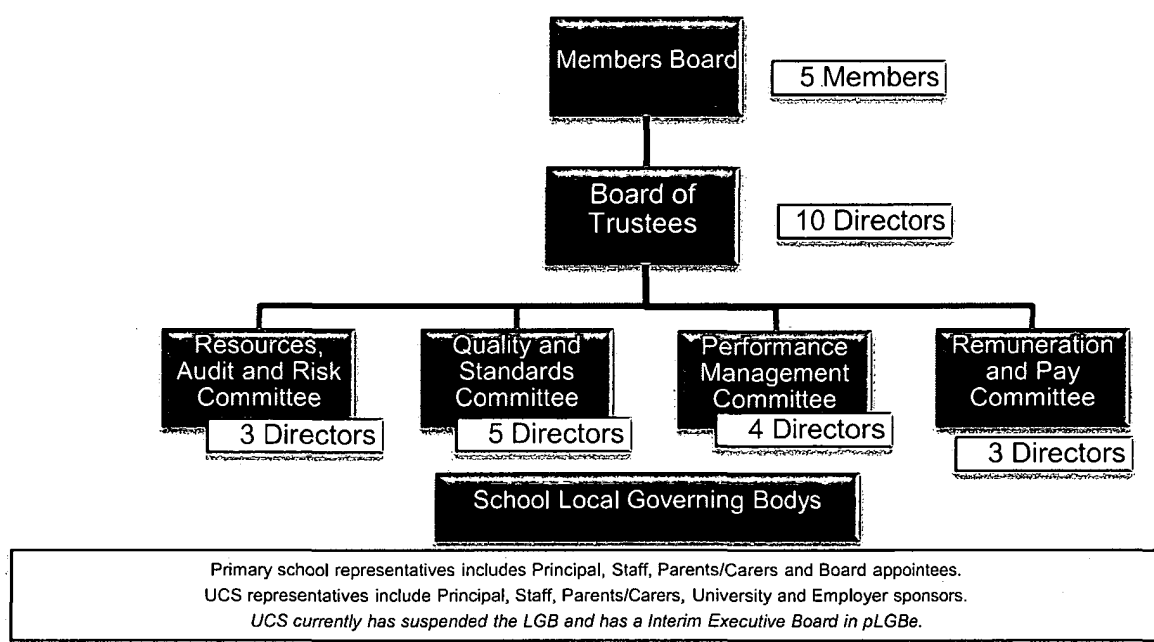 Members Board
5 Members
Board of
Trustees
10 Directors
Resources,
Audit and Risk
Committee
3 Directors
Quality and
Standards
Committee
5 Directors
Performance
Management
Committee
4 Directors
Remuneration
and Pay
Committee
3 Directors
School Local Governing Bodys
Primary school representatives includes Principal, Staff, Parents/Carers and Board appointees.
UCS representatives include Principal, Staff, Parents/Carers, University and Employer sponsors.
UCS currently has suspended the LGB and has a Interim Executive Board in pLGBe.